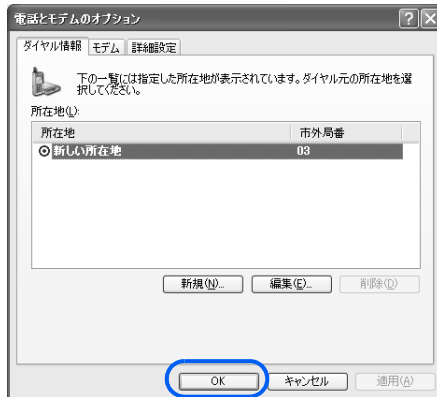 電話とモデムのオプション
ダイヤル情報 モデム 詳細設定
下の一覧には指定した所在地が表示されています。ダイヤル元の所在地を選
択してください。
所在地(L):
所在地 市外局番
新しい所在地 03
新規(N)... 編集(E)... 削除(D)
OK キャンセル 適用(A)